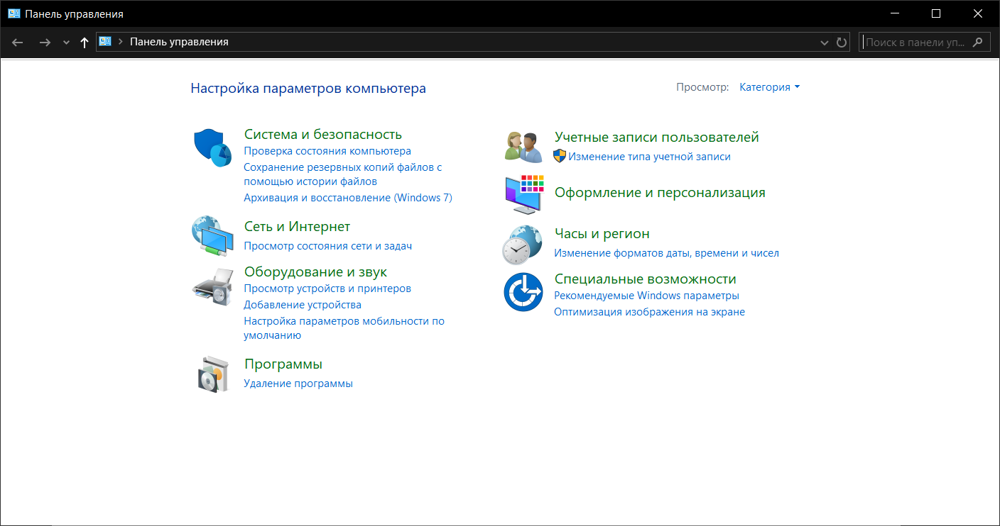 Панель управления
Панель управления
Поиск в панели уп...
Настройка параметров компьютера
Просмотр: Категория
Система и безопасность
Проверка состояния компьютера
Сохранение резервных копий файлов с
помощью истории файлов
Архивация и восстановление (Windows 7)
Сеть и Интернет
Просмотр состояния сети и задач
Оборудование и звук
Просмотр устройств и принтеров
Добавление устройства
Настройка параметров мобильности по
умолчанию
Программы
Удаление программы
Учетные записи пользователей
Изменение типа учетной записи
Оформление и персонализация
Часы и регион
Изменение форматов даты, времени и чисел
Специальные возможности
Рекомендуемые Windows параметры
Оптимизация изображения на экране